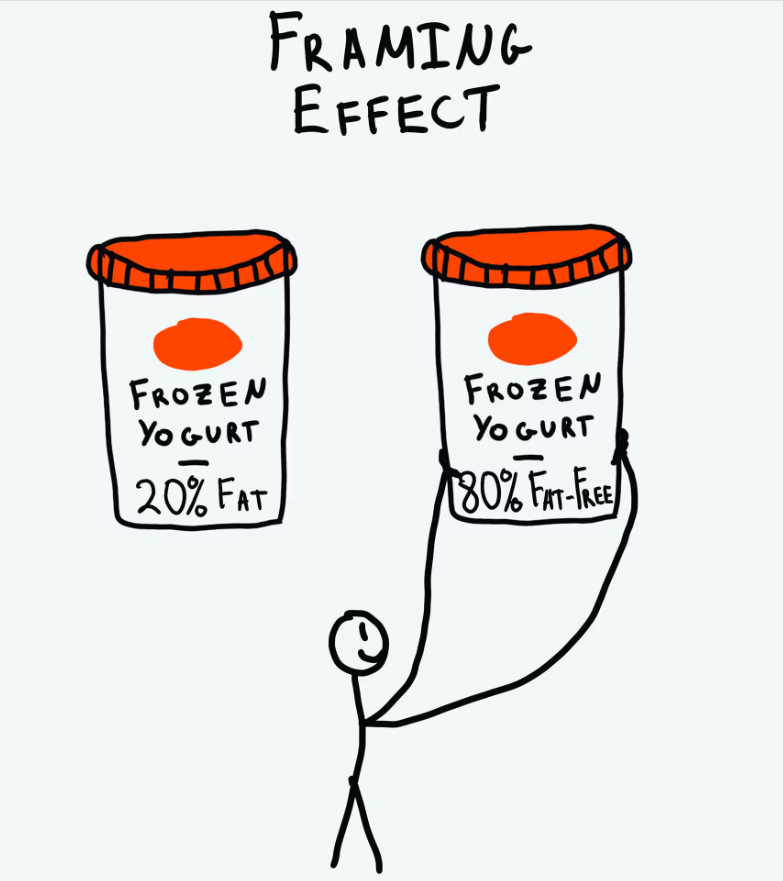 FRAMING
EFFECT
FROZEN
YOGURT
—
20% FAT
FROZEN
YOGURT
—
80% FAT-FREE